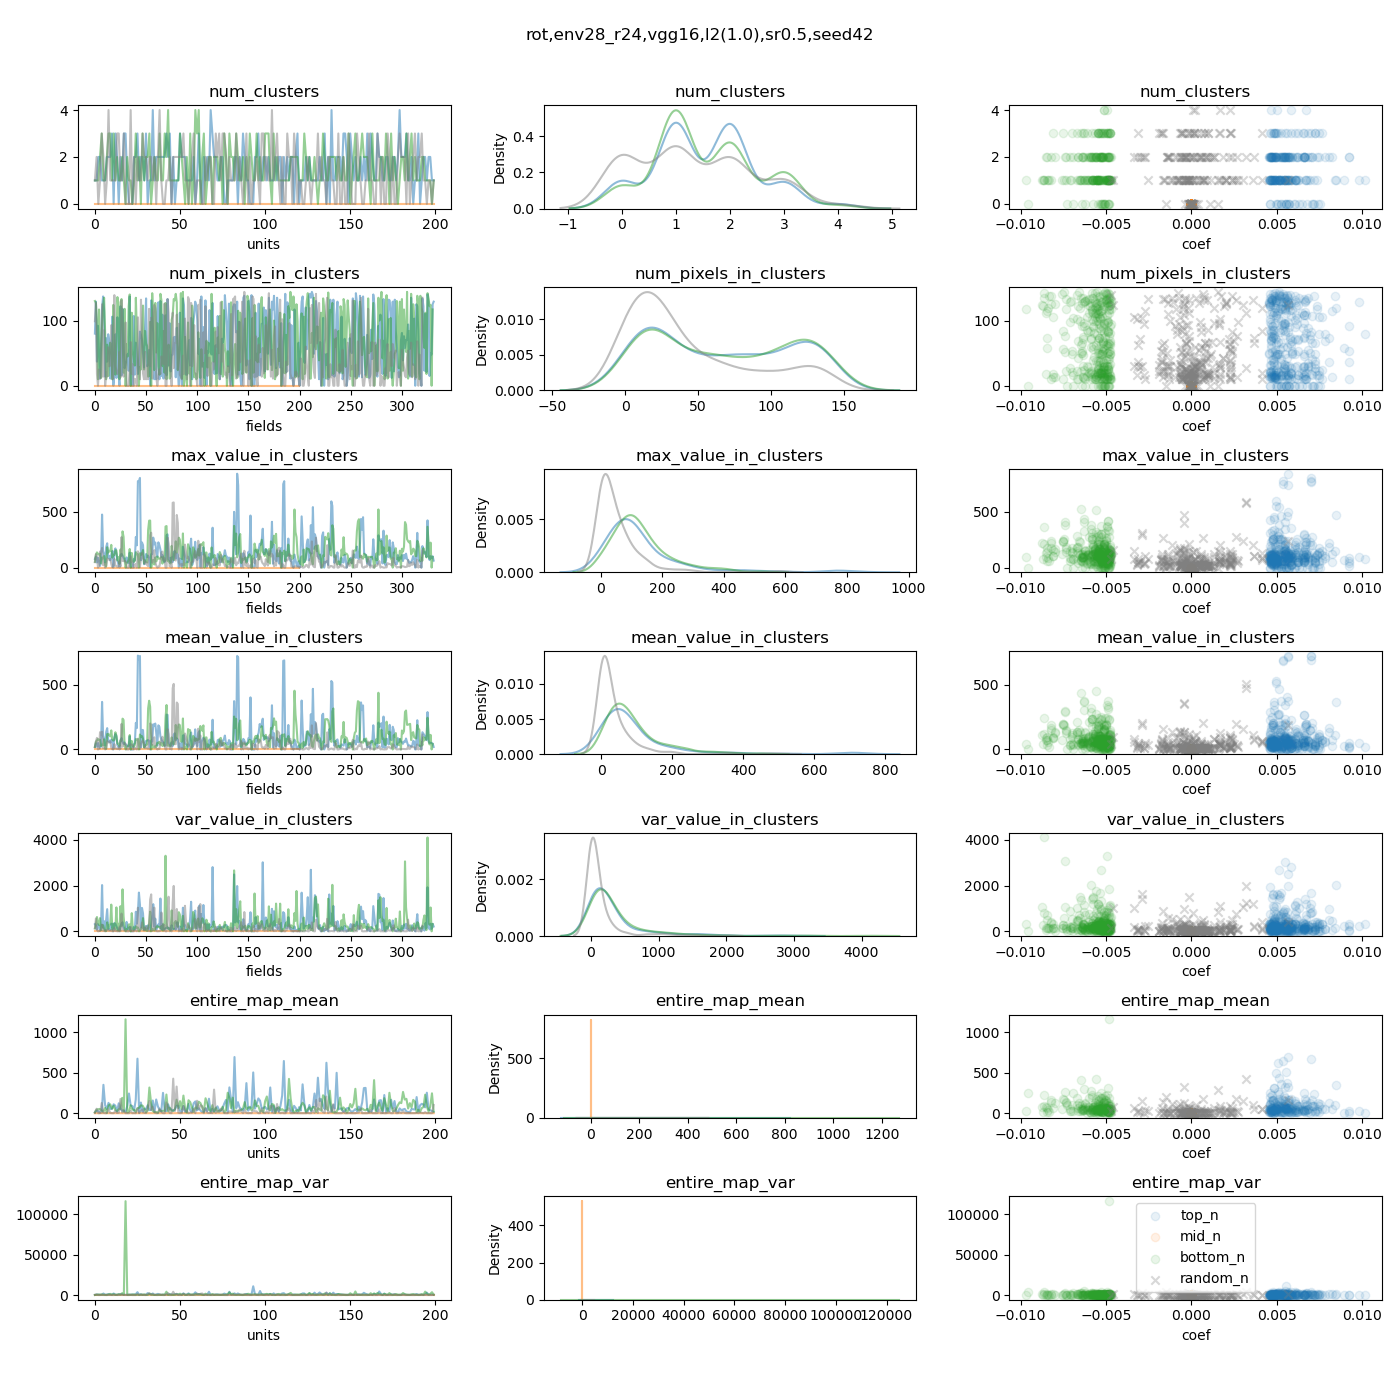 rot,env28_r24,vgg16,l2(1.0),sr0.5,seed42
num_clusters
4
2
0
0 50 100 150 200
units
num_clusters
Density
0.4
0.2
0.0
−1 0 1 2 3 4 5
num_clusters
4
2
0
−0.010 −0.005 0.000 0.005 0.010
coef
num_pixels_in_clusters
100
0
0 50 100 150 200 250 300
fields
num_pixels_in_clusters
Density
0.010
0.005
0.000
−50 0 50 100 150
num_pixels_in_clusters
100
0
−0.010 −0.005 0.000 0.005 0.010
coef
max_value_in_clusters
500
0
0 50 100 150 200 250 300
fields
max_value_in_clusters
Density
0.005
0.000
0 200 400 600 800 1000
max_value_in_clusters
500
0
−0.010 −0.005 0.000 0.005 0.010
coef
mean_value_in_clusters
500
0
0 50 100 150 200 250 300
fields
mean_value_in_clusters
Density
0.010
0.005
0.000
0 200 400 600 800
mean_value_in_clusters
500
0
−0.010 −0.005 0.000 0.005 0.010
coef
var_value_in_clusters
4000
2000
0
0 50 100 150 200 250 300
fields
var_value_in_clusters
Density
0.002
0.000
0 1000 2000 3000 4000
var_value_in_clusters
4000
2000
0
−0.010 −0.005 0.000 0.005 0.010
coef
entire_map_mean
1000
500
0
0 50 100 150 200
units
entire_map_mean
Density
500
0
0 200 400 600 800 1000 1200
entire_map_mean
1000
500
0
−0.010 −0.005 0.000 0.005 0.010
coef
entire_map_var
100000
50000
0
0 50 100 150 200
units
entire_map_var
Density
400
200
0
0 20000 40000 60000 80000 100000 120000
entire_map_var
100000
50000
0
top_n
mid_n
bottom_n
random_n
−0.010 −0.005 0.000 0.005 0.010
coef